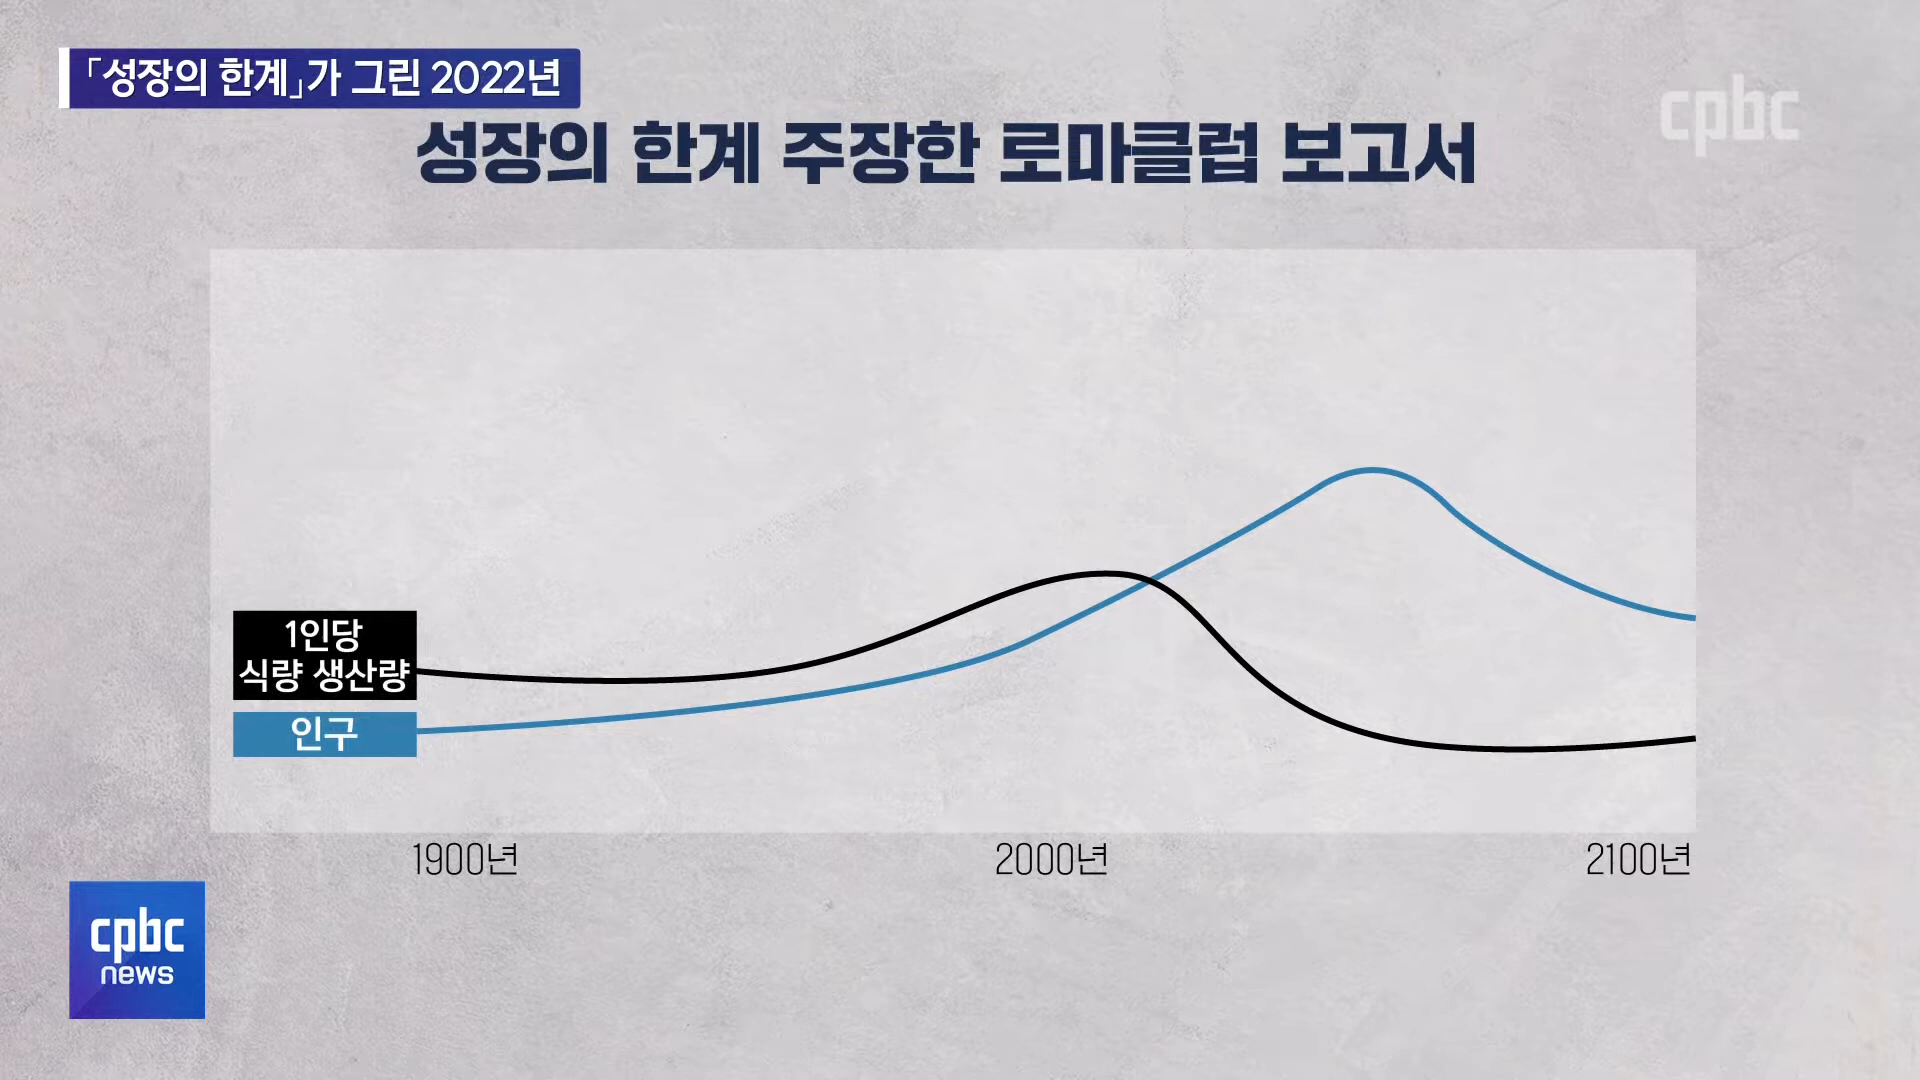 「성장의 한계」가 그린 2022년
cpbc
성장의 한계 주장한 로마클럽 보고서
1인당
식량 생산량
인구
1900년
2000년
2100년
cpbc
news